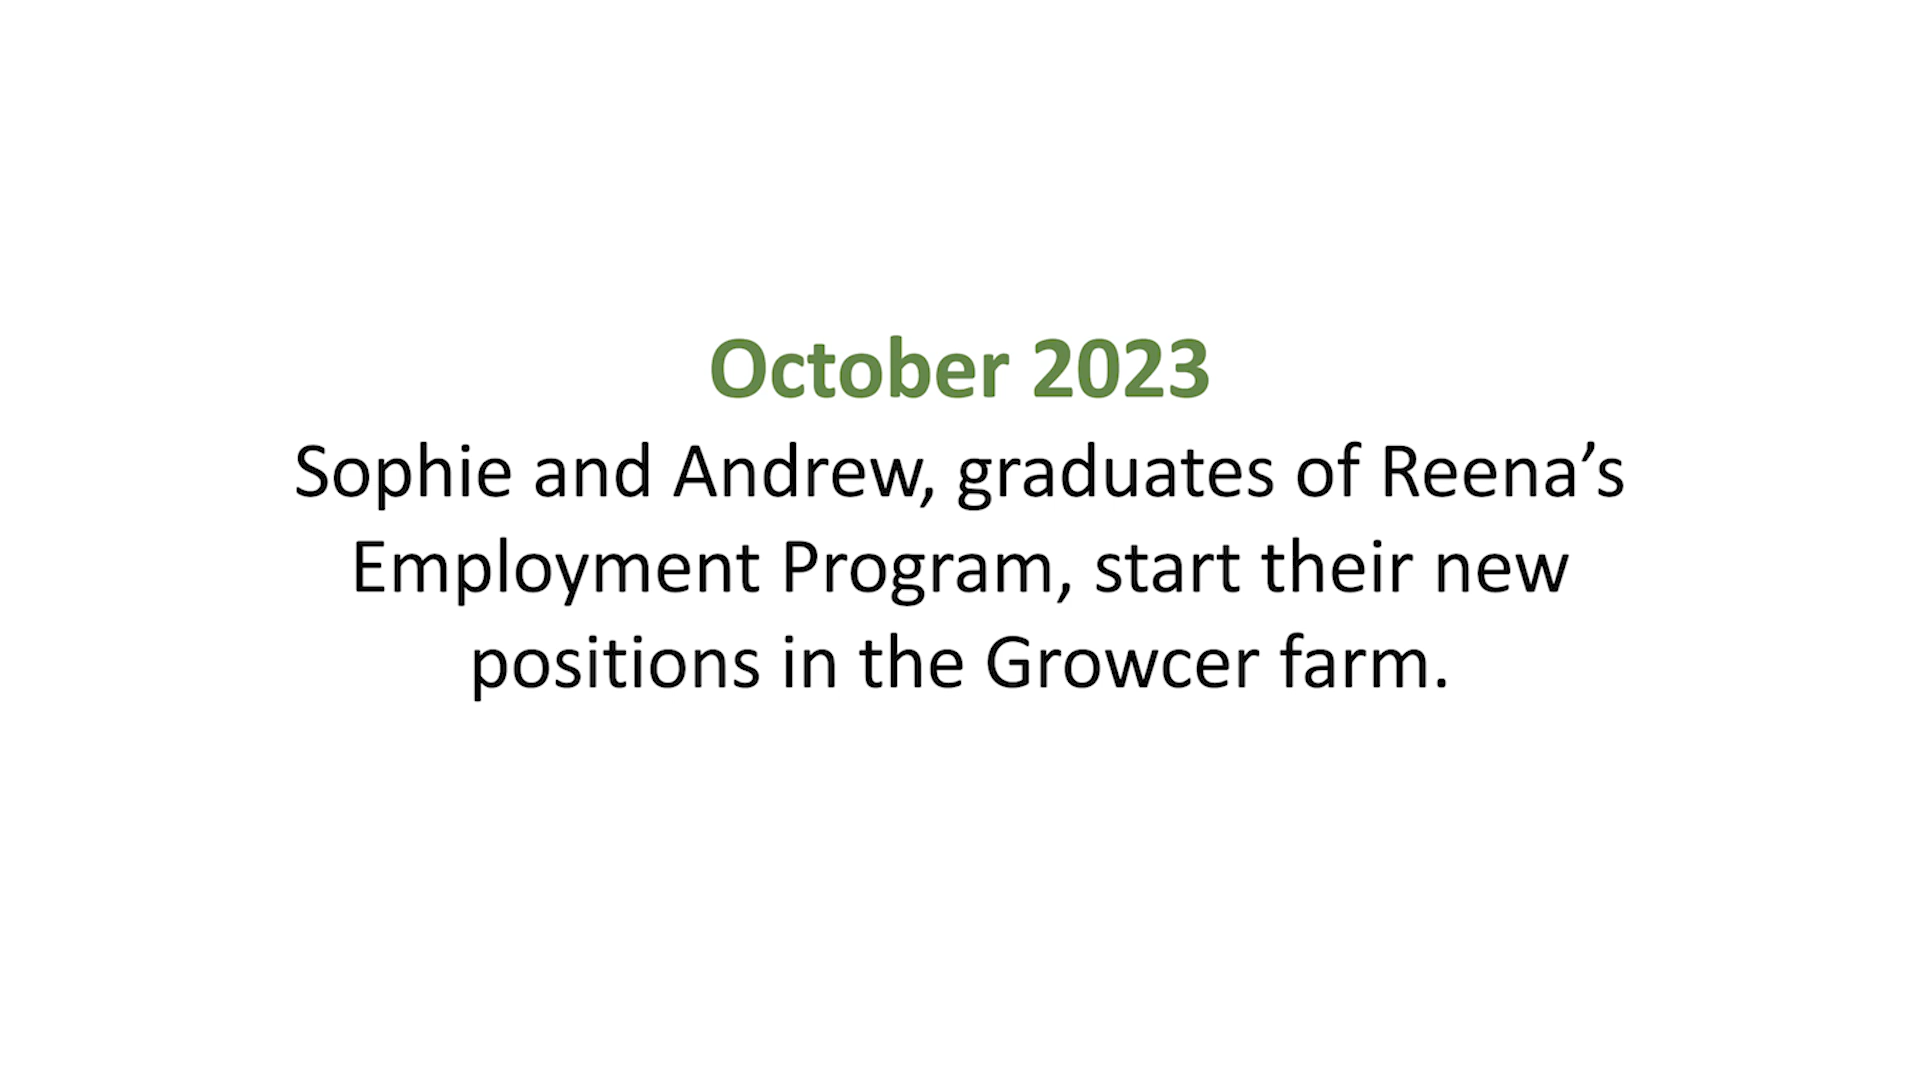 October 2023
Sophie and Andrew, graduates of Reena’s
Employment Program, start their new
positions in the Growcer farm.